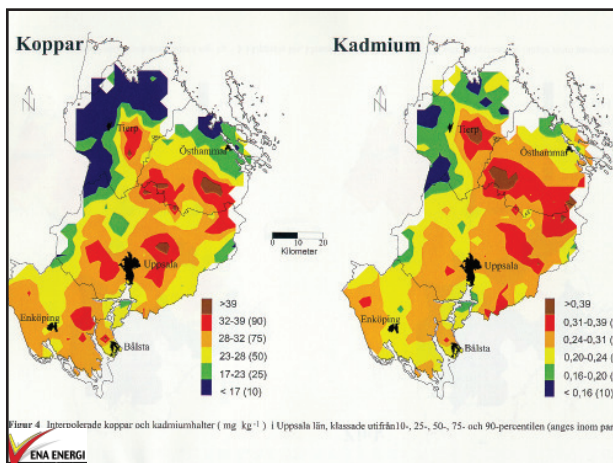 Koppar
Kadmium
N
N
Tierp
Tierp
Östhammar
Östhammar
0 10 20
Kilometer
Uppsala
Uppsala
Enköping
Enköping
Bålsta
Bålsta
>39
32-39 (90)
28-32 (75)
23-28 (50)
17-23 (25)
< 17 (10)
>0,39
0,31-0,39 (
0,24-0,31 (
0,20-0,24 (
0,16-0,20 (
< 0,16 (10)
Figur 4 Interpolerade koppar och kadmiumhalter ( mg kg⁻¹ ) i Uppsala län, klassade utifrån10-, 25-, 50-, 75- och 90-percentilen (anges inom par
ENA ENERGI